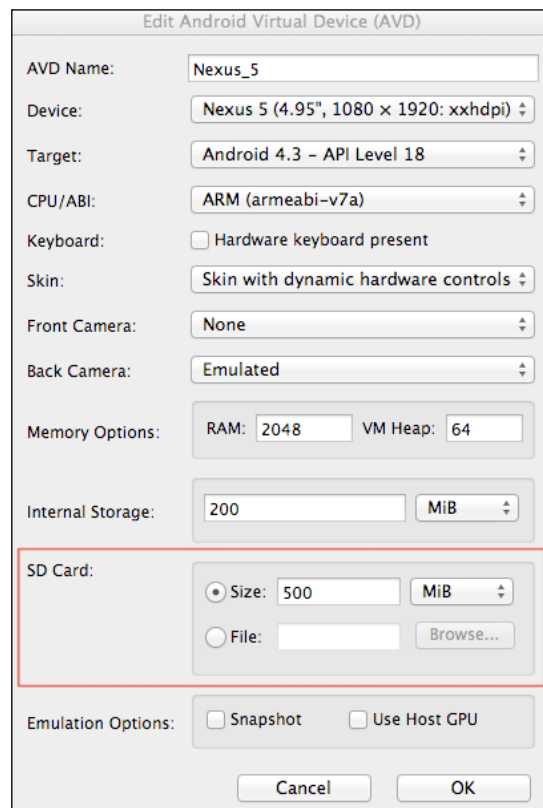 Edit Android Virtual Device (AVD)
AVD Name: Nexus_5
Device: Nexus 5 (4.95", 1080 × 1920: xxhdpi)
Target: Android 4.3 – API Level 18
CPU/ABI: ARM (armeabi-v7a)
Keyboard: Hardware keyboard present
Skin: Skin with dynamic hardware controls
Front Camera: None
Back Camera: Emulated
Memory Options: RAM: 2048 VM Heap: 64
Internal Storage: 200 MiB
SD Card:
Size: 500 MiB
File: Browse...
Emulation Options: Snapshot Use Host GPU
Cancel OK